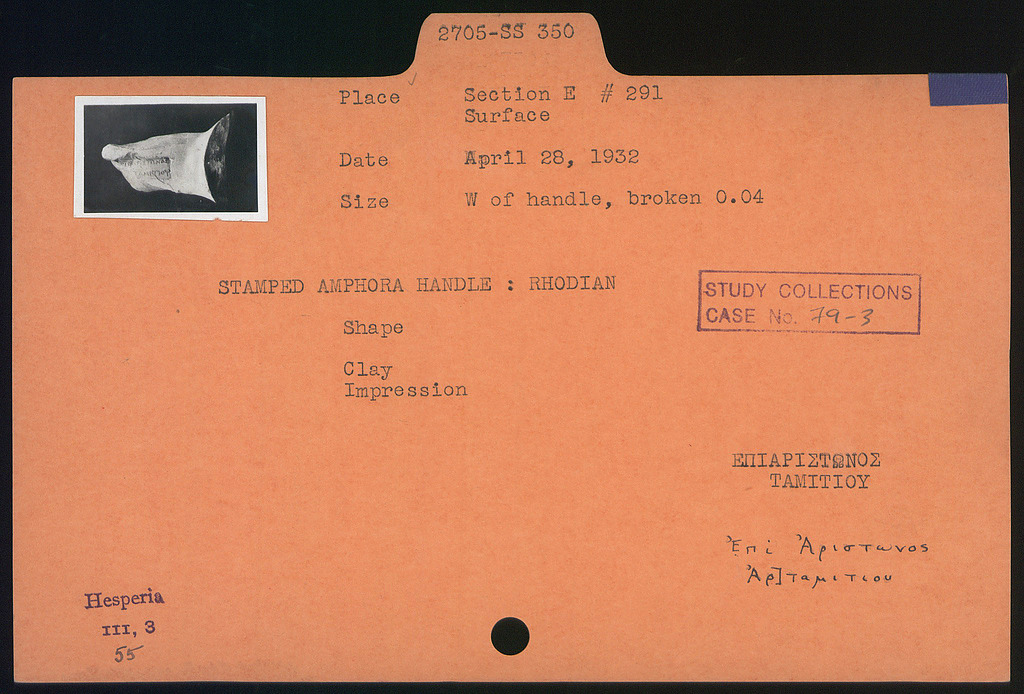 2705-SS 350
Place Section E # 291
Surface
Date April 28, 1932
Size W of handle, broken 0.04
STAMPED AMPHORA HANDLE : RHODIAN
STUDY COLLECTIONS
CASE No. 79-3
Shape
Clay
Impression
ΕΠΙΑΡΙΣΤΩΝΟΣ
ΤΑΜΙΤΙΟΥ
Ἐπὶ Ἀριστωνος
Ἀρ]ταμιτιου
Hesperia
III, 3
55